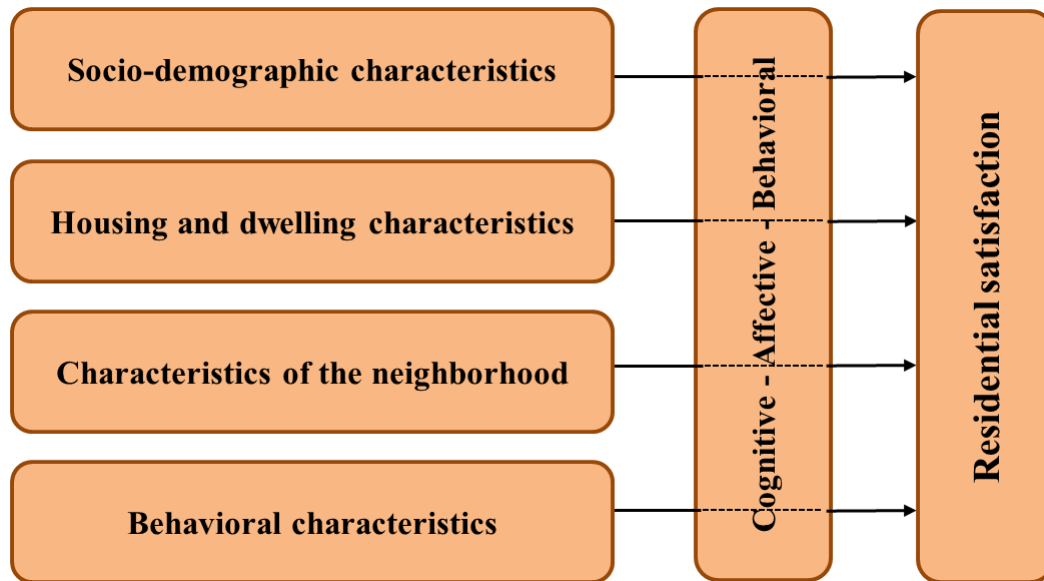 Socio-demographic characteristics
Housing and dwelling characteristics
Characteristics of the neighborhood
Behavioral characteristics
Cognitive - Affective - Behavioral
Residential satisfaction